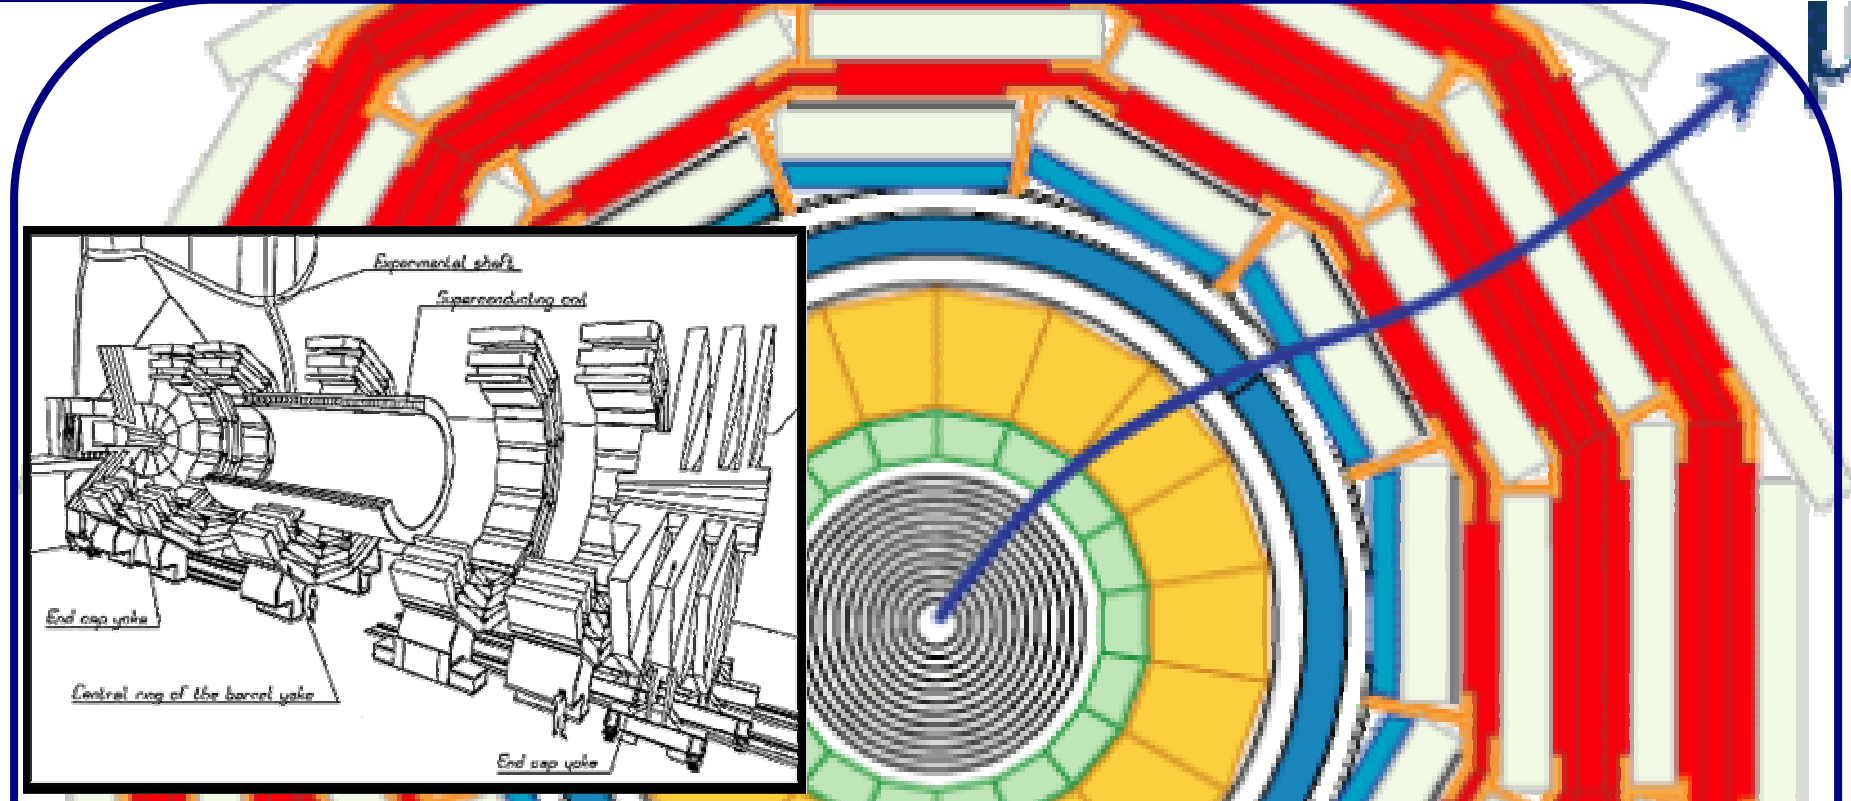 μ
Experimental shaft
Superconducting coil
End cap yoke
Central ring of the barrel yoke
End cap yoke